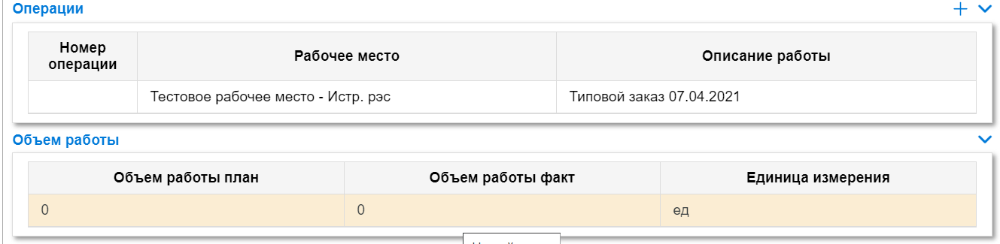 Операции
Номер
операции
Рабочее место
Описание работы
Тестовое рабочее место - Истр. рэс
Типовой заказ 07.04.2021
Объем работы
Объем работы план
Объем работы факт
Единица измерения
0
0
ед